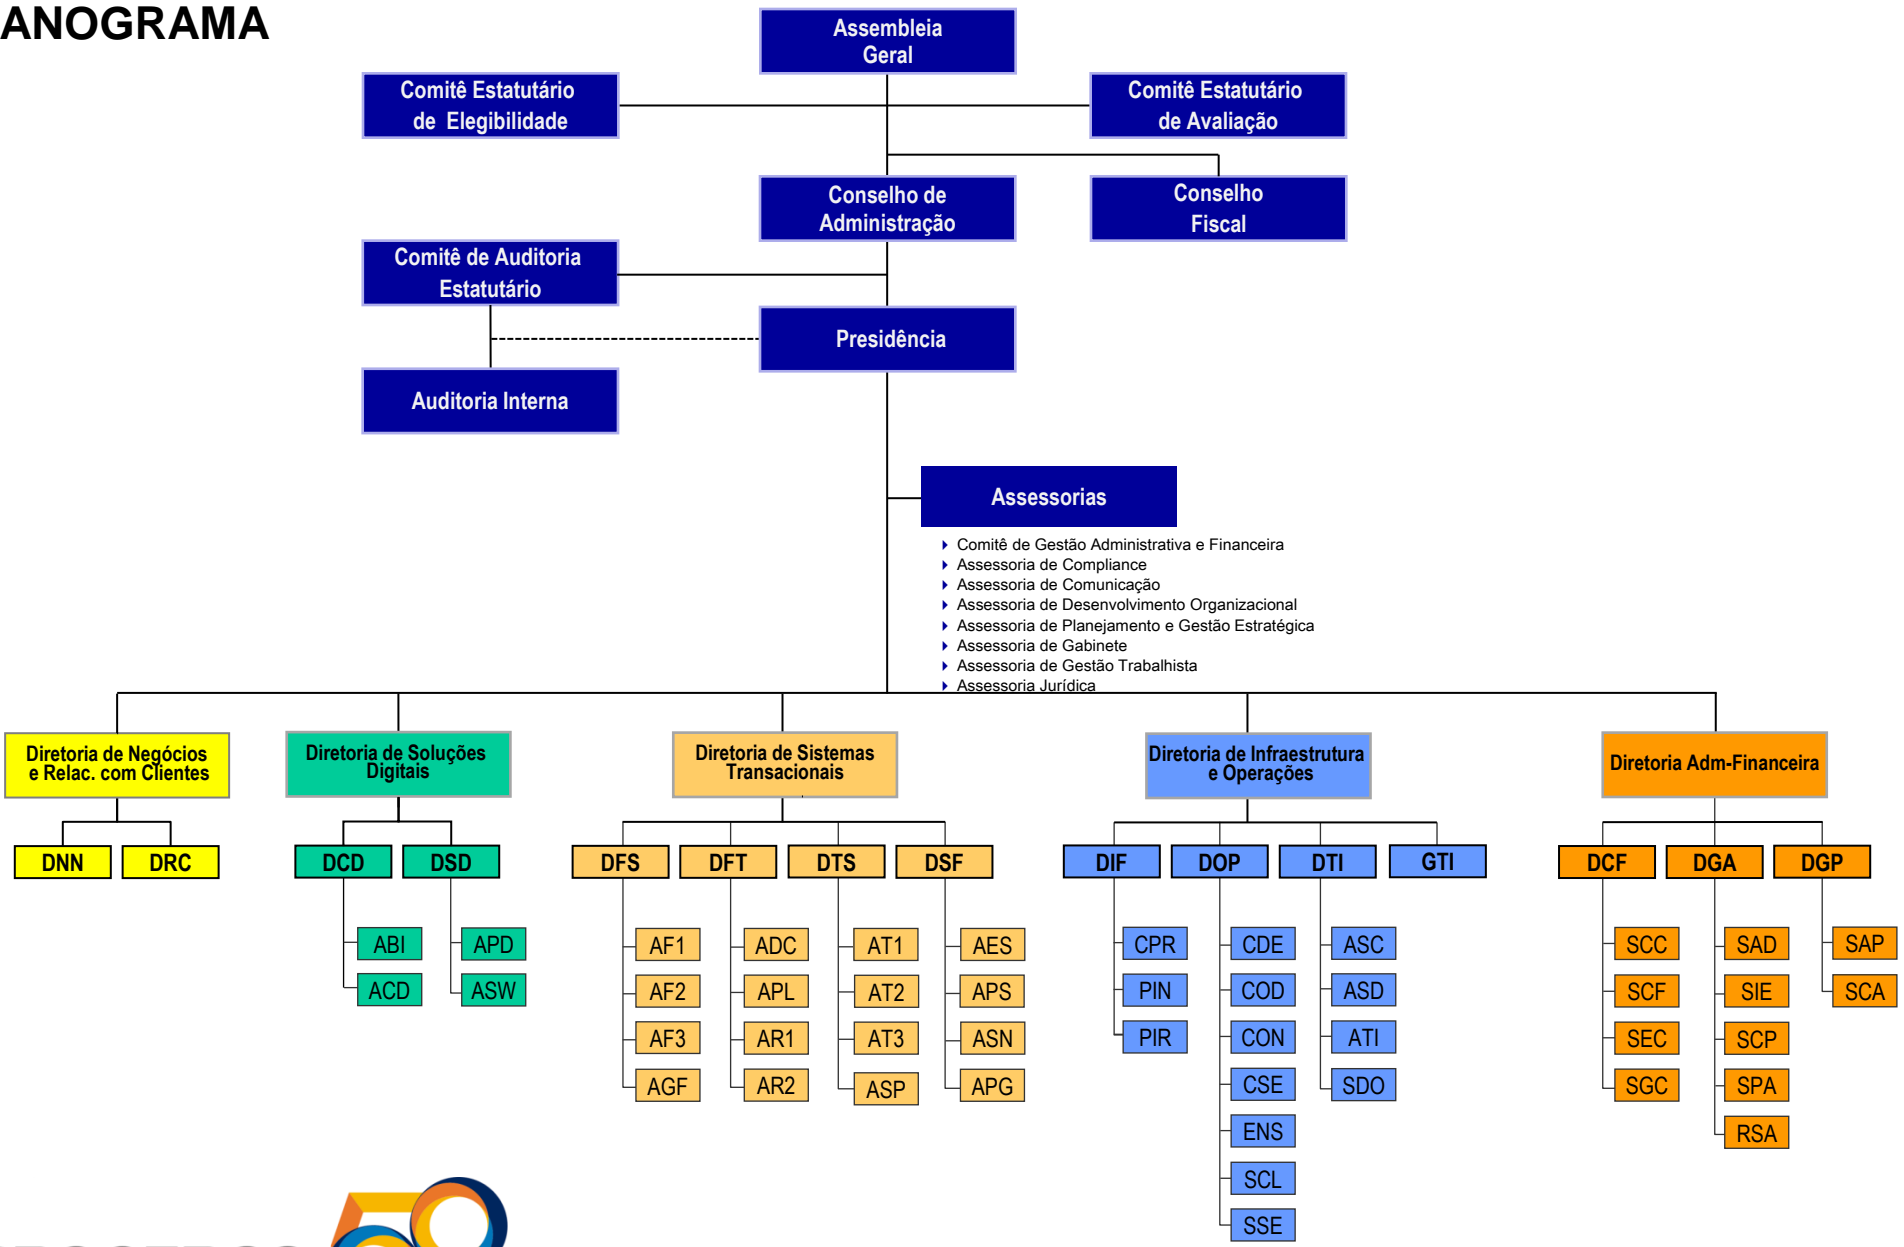 ANOGRAMA
Assembleia
Geral
Comitê Estatutário
de Elegibilidade
Comitê Estatutário
de Avaliação
Conselho de
Administração
Conselho
Fiscal
Comitê de Auditoria
Estatutário
Presidência
Auditoria Interna
Assessorias
Comitê de Gestão Administrativa e Financeira
Assessoria de Compliance
Assessoria de Comunicação
Assessoria de Desenvolvimento Organizacional
Assessoria de Planejamento e Gestão Estratégica
Assessoria de Gabinete
Assessoria de Gestão Trabalhista
Assessoria Jurídica
Diretoria de Negócios
e Relac. com Clientes
Diretoria de Soluções
Digitais
Diretoria de Sistemas
Transacionais
Diretoria de Infraestrutura
e Operações
Diretoria Adm-Financeira
DNN
DRC
DCD
DSD
DFS
DFT
DTS
DSF
DIF
DOP
DTI
GTI
DCF
DGA
DGP
ABI
ACD
APD
ASW
AF1
AF2
AF3
AGF
ADC
APL
AR1
AR2
AT1
AT2
AT3
ASP
AES
APS
ASN
APG
CPR
PIN
PIR
CDE
COD
CON
CSE
ENS
SCL
SSE
ASC
ASD
ATI
SDO
SCC
SCF
SEC
SGC
SAD
SIE
SCP
SPA
RSA
SAP
SCA